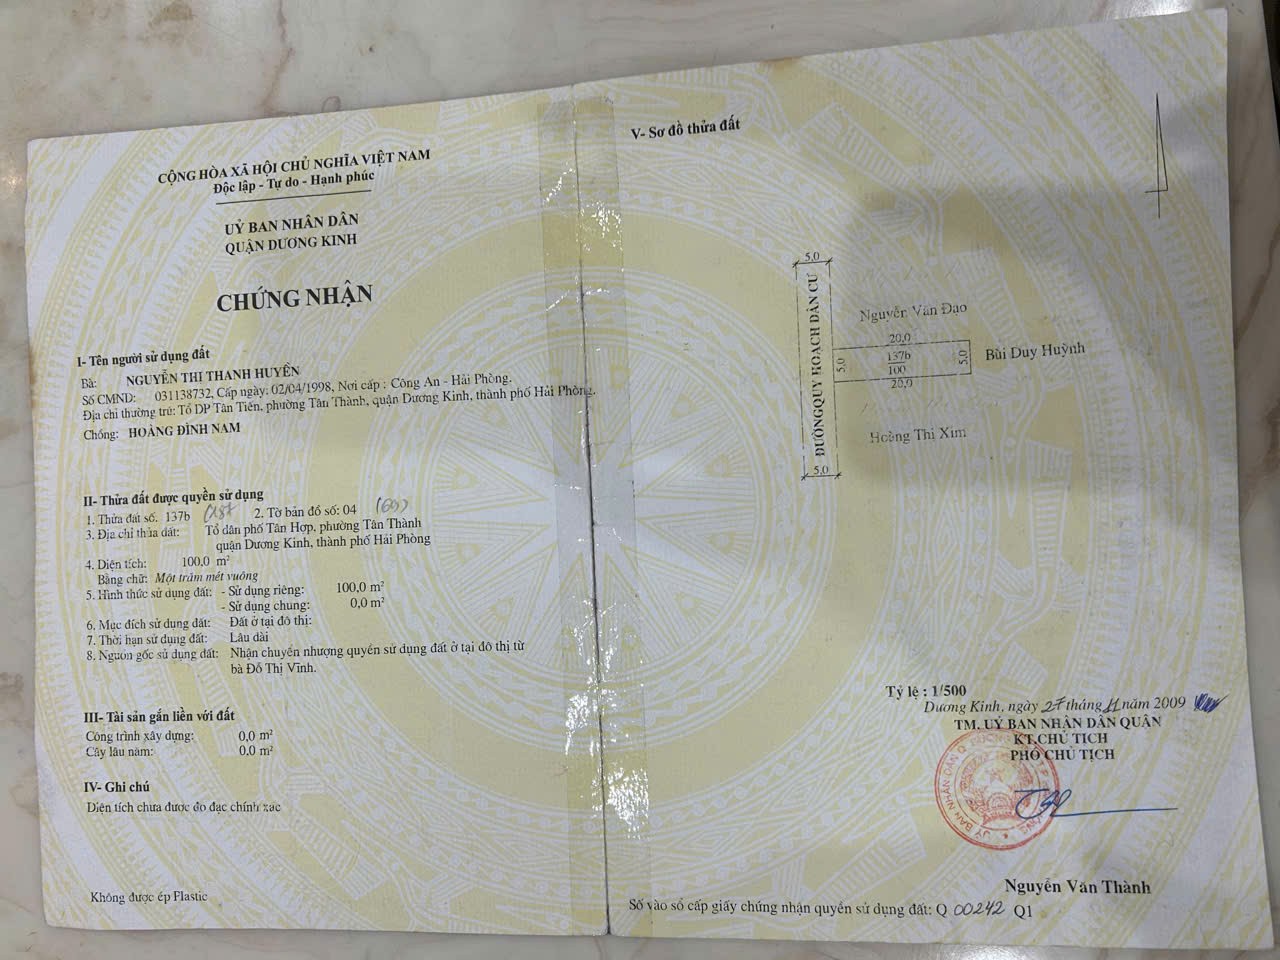 CỘNG HÒA XÃ HỘI CHỦ NGHĨA VIỆT NAM
Độc lập - Tự do - Hạnh phúc
UỶ BAN NHÂN DÂN
QUẬN DƯƠNG KINH
CHỨNG NHẬN
I- Tên người sử dụng đất
Bà: NGUYỄN THỊ THANH HUYỀN
Số CMND: 031138732, Cấp ngày: 02/04/1998, Nơi cấp : Công An - Hải Phòng.
Địa chỉ thường trú: Tổ DP Tân Tiến, phường Tân Thành, quận Dương Kinh, thành phố Hải Phòng.
Chồng: HOÀNG ĐÌNH NAM
II- Thửa đất được quyền sử dụng
1. Thửa đất số. 137b 2. Tờ bản đồ số: 04 (69)
3. Địa chỉ thửa đất: Tổ dân phố Tân Hợp, phường Tân Thành
quận Dương Kinh, thành phố Hải Phòng
4. Diện tích: 100.0 m²
Bằng chữ: Một trăm mét vuông
5. Hình thức sử dụng đất: - Sử dụng riêng: 100,0 m²
- Sử dụng chung: 0,0 m²
6. Mục đích sử dụng đất: Đất ở tại đô thị:
7. Thời hạn sử dụng đất: Lâu dài
8. Nguồn gốc sử dụng đất: Nhận chuyển nhượng quyền sử dụng đất ở tại đô thị từ
bà Đỗ Thị Vĩnh.
III- Tài sản gắn liền với đất
Công trình xây dựng: 0,0 m²
Cây lâu năm: 0.0 m²
IV- Ghi chú
Diện tích chưa được đo đạc chính xác
Không được ép Flastic
V- Sơ đồ thửa đất
5,0
ĐƯỜNG QUY HOẠCH DÂN CƯ
Nguyễn Văn Đạo
20,0
5,0
137b
100
5,0
20,0
Bùi Duy Huỳnh
Hoàng Thị Xim
5,0
Tỷ lệ : 1/500
Dương Kinh, ngày 27 tháng 11 năm 2009
TM. UỶ BAN NHÂN DÂN QUẬN
KT.CHỦ TỊCH
PHÓ CHỦ TỊCH
Nguyễn Văn Thành
Số vào sổ cấp giấy chứng nhận quyền sử dụng đất: Q 00242 Q1